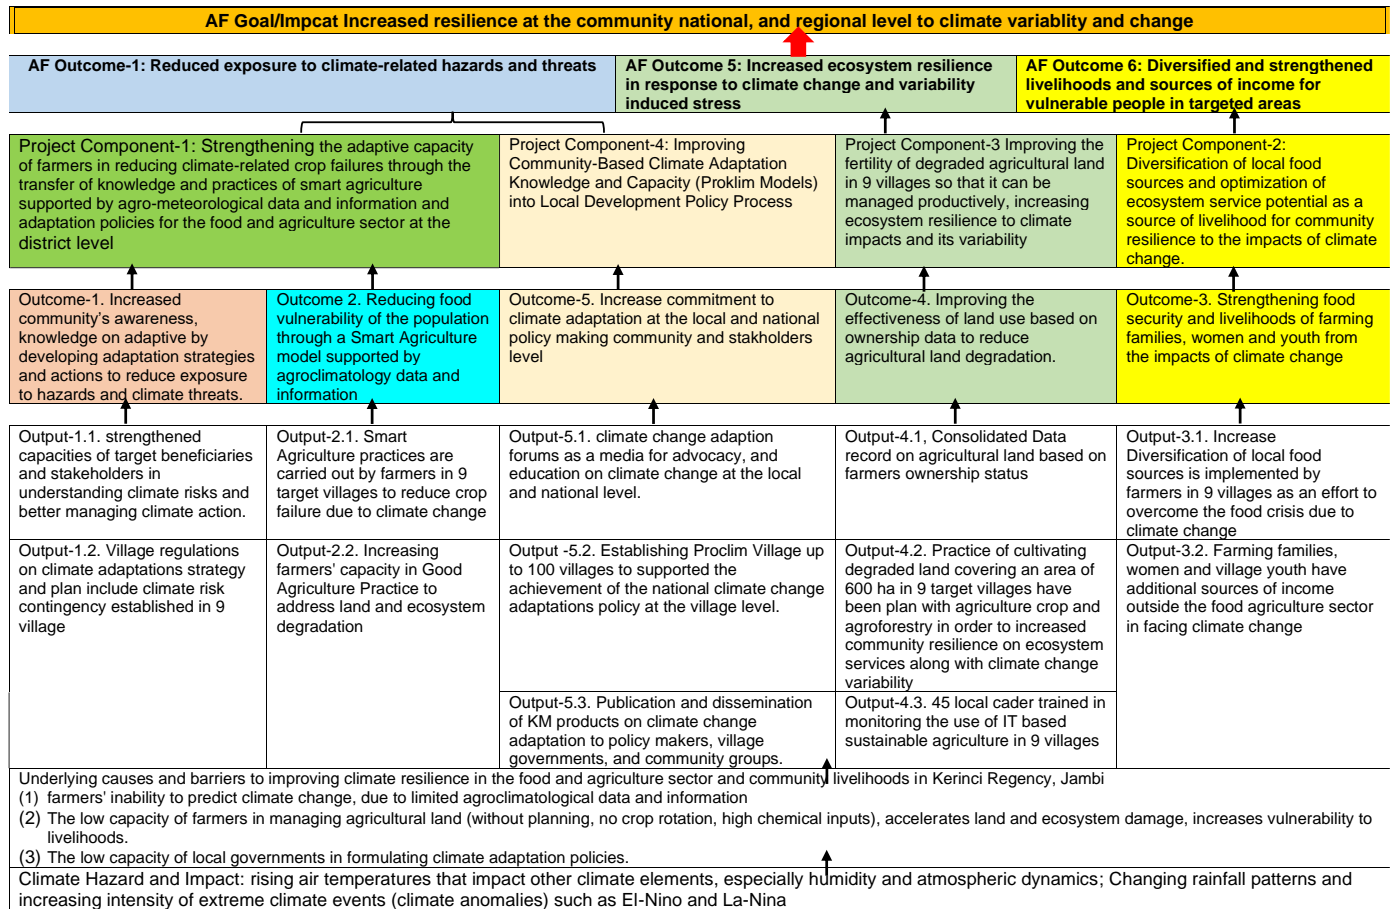 AF Goal/Impcat Increased resilience at the community national, and regional level to climate variablity and change
AF Outcome-1: Reduced exposure to climate-related hazards and threats
AF Outcome 5: Increased ecosystem resilience
in response to climate change and variability
induced stress
AF Outcome 6: Diversified and strengthened
livelihoods and sources of income for
vulnerable people in targeted areas
Project Component-1: Strengthening the adaptive capacity
of farmers in reducing climate-related crop failures through the
transfer of knowledge and practices of smart agriculture
supported by agro-meteorological data and information and
adaptation policies for the food and agriculture sector at the
district level
Project Component-4: Improving
Community-Based Climate Adaptation
Knowledge and Capacity (Proklim Models)
into Local Development Policy Process
Project Component-3 Improving the
fertility of degraded agricultural land
in 9 villages so that it can be
managed productively, increasing
ecosystem resilience to climate
impacts and its variability
Project Component-2:
Diversification of local food
sources and optimization of
ecosystem service potential as a
source of livelihood for community
resilience to the impacts of climate
change.
Outcome-1. Increased
community's awareness,
knowledge on adaptive by
developing adaptation strategies
and actions to reduce exposure
to hazards and climate threats.
Outcome 2. Reducing food
vulnerability of the population
through a Smart Agriculture
model supported by
agroclimatology data and
information
Outcome-5. Increase commitment to
climate adaptation at the local and national
policy making community and stakholders
level
Outcome-4. Improving the
effectiveness of land use based on
ownership data to reduce
agricultural land degradation.
Outcome-3. Strengthening food
security and livelihoods of farming
families, women and youth from
the impacts of climate change
Output-1.1. strengthened
capacities of target beneficiaries
and stakeholders in
understanding climate risks and
better managing climate action.
Output-2.1. Smart
Agriculture practices are
carried out by farmers in 9
target villages to reduce crop
failure due to climate change
Output-5.1. climate change adaption
forums as a media for advocacy, and
education on climate change at the local
and national level.
Output-4.1, Consolidated Data
record on agricultural land based on
farmers ownership status
Output-3.1. Increase
Diversification of local food
sources is implemented by
farmers in 9 villages as an effort to
overcome the food crisis due to
climate change
Output-1.2. Village regulations
on climate adaptations strategy
and plan include climate risk
contingency established in 9
village
Output-2.2. Increasing
farmers' capacity in Good
Agriculture Practice to
address land and ecosystem
degradation
Output -5.2. Establishing Proclim Village up
to 100 villages to supported the
achievement of the national climate change
adaptations policy at the village level.
Output-4.2. Practice of cultivating
degraded land covering an area of
600 ha in 9 target villages have
been plan with agriculture crop and
agroforestry in order to increased
community resilience on ecosystem
services along with climate change
variability
Output-3.2. Farming families,
women and village youth have
additional sources of income
outside the food agriculture sector
in facing climate change
Output-5.3. Publication and dissemination
of KM products on climate change
adaptation to policy makers, village
governments, and community groups.
Output-4.3. 45 local cader trained in
monitoring the use of IT based
sustainable agriculture in 9 villages
Underlying causes and barriers to improving climate resilience in the food and agriculture sector and community livelihoods in Kerinci Regency, Jambi
(1) farmers' inability to predict climate change, due to limited agroclimatological data and information
(2) The low capacity of farmers in managing agricultural land (without planning, no crop rotation, high chemical inputs), accelerates land and ecosystem damage, increases vulnerability to
livelihoods.
(3) The low capacity of local governments in formulating climate adaptation policies.
Climate Hazard and Impact: rising air temperatures that impact other climate elements, especially humidity and atmospheric dynamics; Changing rainfall patterns and
increasing intensity of extreme climate events (climate anomalies) such as El-Nino and La-Nina